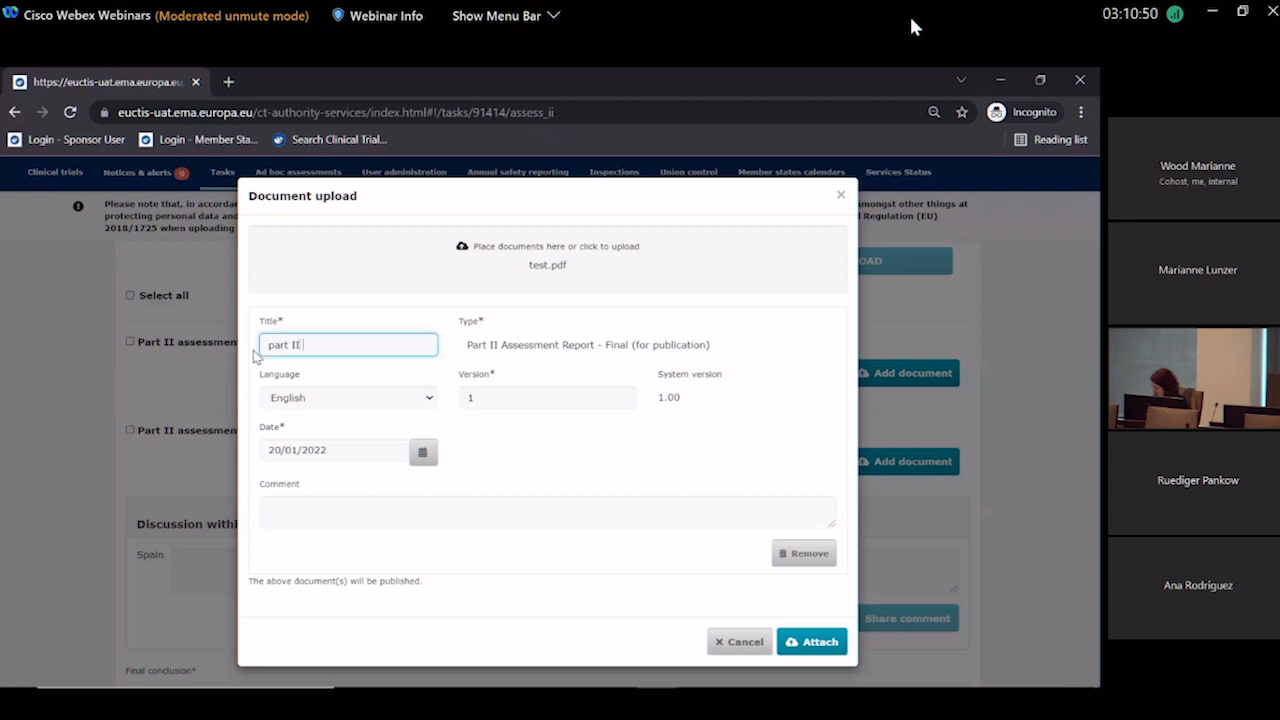 Cisco Webex Webinars (Moderated unmute mode)
Webinar Info
Show Menu Bar
03:10:50
https://euctis-uat.ema.europa.eu
euctis-uat.ema.europa.eu/ct-authority-services/index.html#!/tasks/91414/assess_ii
Incognito
Login - Sponsor User
Login - Member Sta...
Search Clinical Trial...
Reading list
Clinical trials
Notices & alerts 9
Tasks
Ad hoc assessments
User administration
Annual safety reporting
Inspections
Union control
Member states calendars
Services Status
Please note that, in accordan
amongst other things at
protecting personal data and
d Regulation (EU)
2018/1725 when uploading
Document upload
Place documents here or click to upload
test.pdf
OAD
Select all
Title*
Type*
Part II assessmen
part II
Part II Assessment Report - Final (for publication)
Language
Version*
System version
Add document
English
1
1.00
Date*
Part II assessmen
20/01/2022
Add document
Comment
Discussion withi
Spain
Remove
The above document(s) will be published.
Share comment
Cancel
Attach
Final conclusion*
Wood Marianne
Cohost, me, internal
Marianne Lunzer
Ruediger Pankow
Ana Rodriguez